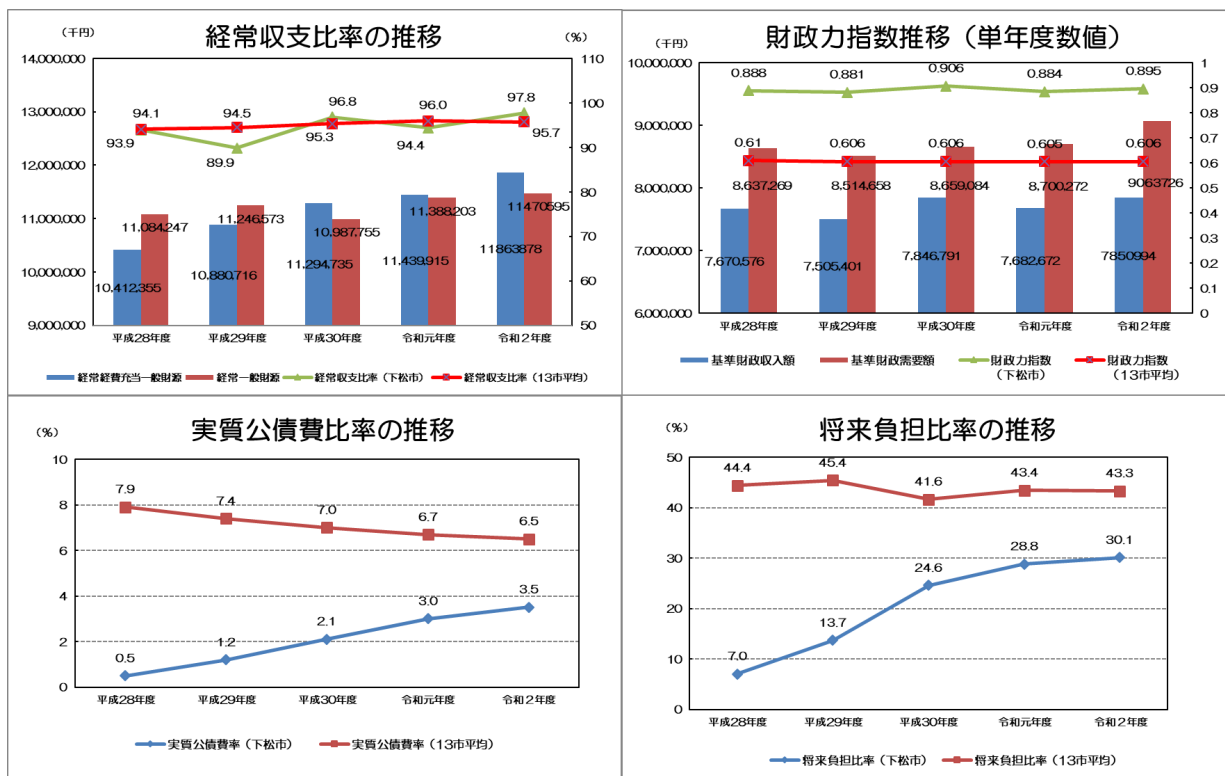 経常収支比率の推移
（千円）
（%）
14,000,000
13,000,000
12,000,000
11,000,000
10,000,000
9,000,000
110
100
90
80
70
60
50
94.1
94.5
96.8
96.0
97.8
93.9
89.9
95.3
94.4
95.7
11,084,247
11,246,573
10,987,755
11,388,203
11470595
10,412,355
10,880,716
11,294,735
11,439,915
11863878
平成28年度
平成29年度
平成30年度
令和元年度
令和２年度
経常経費充当一般財源
経常一般財源
経常収支比率（下松市）
経常収支比率（13市平均）
財政力指数推移（単年度数値）
（千円）
10,000,000
9,000,000
8,000,000
7,000,000
6,000,000
1
0.9
0.8
0.7
0.6
0.5
0.4
0.3
0.2
0.1
0
0.888
0.881
0.906
0.884
0.895
0.61
0.606
0.606
0.605
0.606
8,637,269
8,514,658
8,659,084
8,700,272
9063726
7,670,576
7,505,401
7,846,791
7,682,672
7850994
平成28年度
平成29年度
平成30年度
令和元年度
令和２年度
基準財政収入額
基準財政需要額
財政力指数
（下松市）
財政力指数
（13市平均）
実質公債費比率の推移
（%）
10
8
6
4
2
0
7.9
7.4
7.0
6.7
6.5
0.5
1.2
2.1
3.0
3.5
平成28年度
平成29年度
平成30年度
令和元年度
令和２年度
実質公債費率（下松市）
実質公債費率（13市平均）
将来負担比率の推移
（%）
50
40
30
20
10
0
44.4
45.4
41.6
43.4
43.3
7.0
13.7
24.6
28.8
30.1
平成28年度
平成29年度
平成30年度
令和元年度
令和２年度
将来負担比率（下松市）
将来負担比率（13市平均）